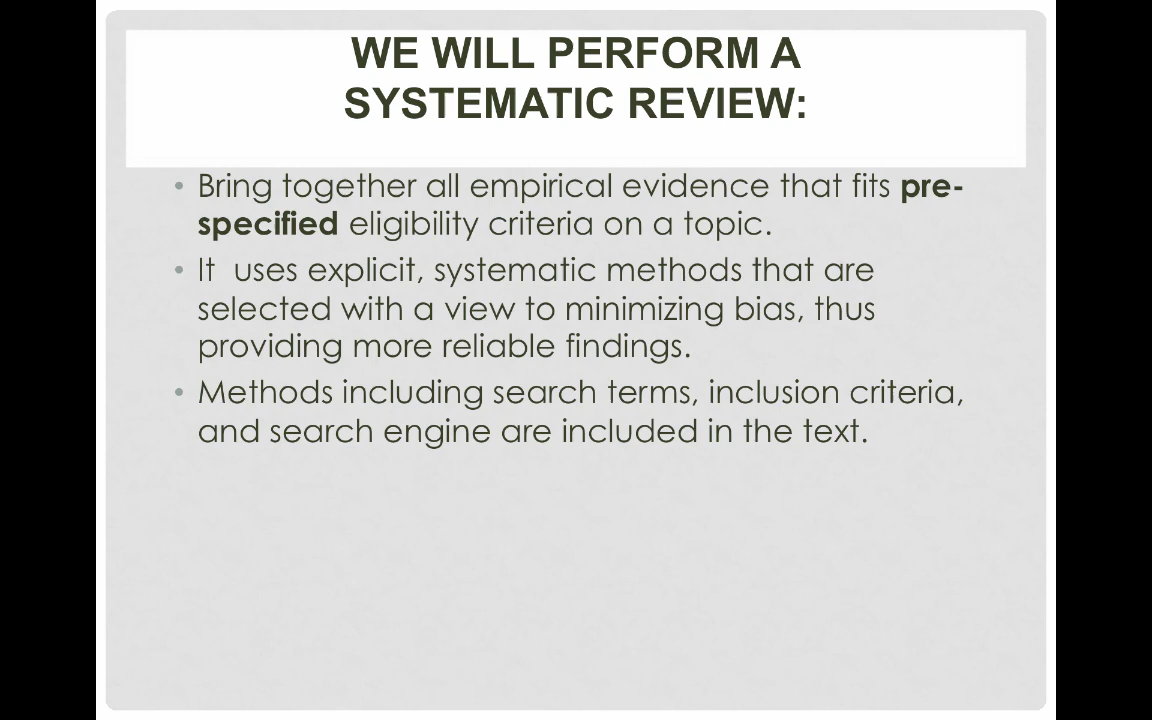 WE WILL PERFORM A
SYSTEMATIC REVIEW:
• Bring together all empirical evidence that fits pre-
specified eligibility criteria on a topic.
• It  uses explicit, systematic methods that are
selected with a view to minimizing bias, thus
providing more reliable findings.
• Methods including search terms, inclusion criteria,
and search engine are included in the text.